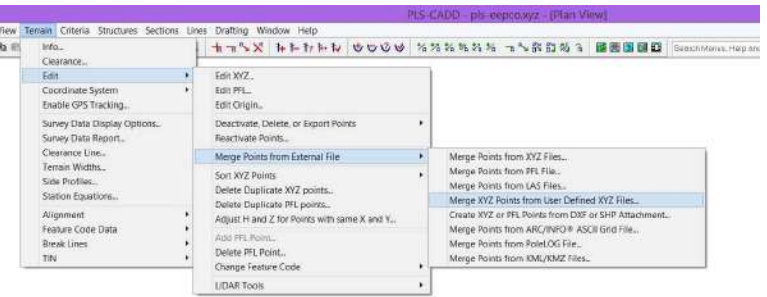 PLS-CADD - pls-eepco.xyz - [Plan View]
View Terrain Criteria Structures Sections Lines Drafting Window Help
Info...
Clearance...
Edit
Coordinate System
Enable GPS Tracking...
Survey Data Display Options...
Survey Data Report...
Clearance Line...
Terrain Widths...
Side Profiles...
Station Equations...
Alignment
Feature Code Data
Break Lines
TIN
Edit XYZ...
Edit PFL...
Edit Origin...
Deactivate, Delete, or Export Points
Reactivate Points...
Merge Points from External File
Sort XYZ Points
Delete Duplicate XYZ points...
Delete Duplicate PFL points...
Adjust H and Z for Points with same X and Y...
Add PFL Point...
Delete PFL Point...
Change Feature Code
LiDAR Tools
Merge Points from XYZ Files...
Merge Points from PFL File...
Merge Points from LAS Files...
Merge XYZ Points from User Defined XYZ Files...
Create XYZ or PFL Points from DXF or SHP Attachment...
Merge Points from ARC/INFO® ASCII Grid File...
Merge Points from PoleLOG File...
Merge Points from KML/KMZ Files...
Search Menus, Help and